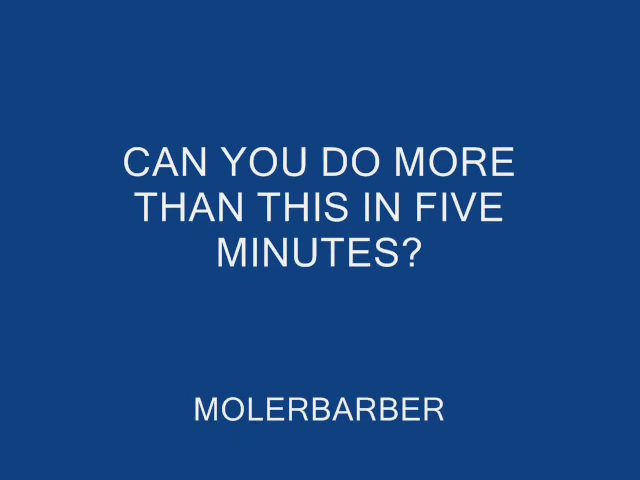 CAN YOU DO MORE
THAN THIS IN FIVE
MINUTES?
MOLERBARBER